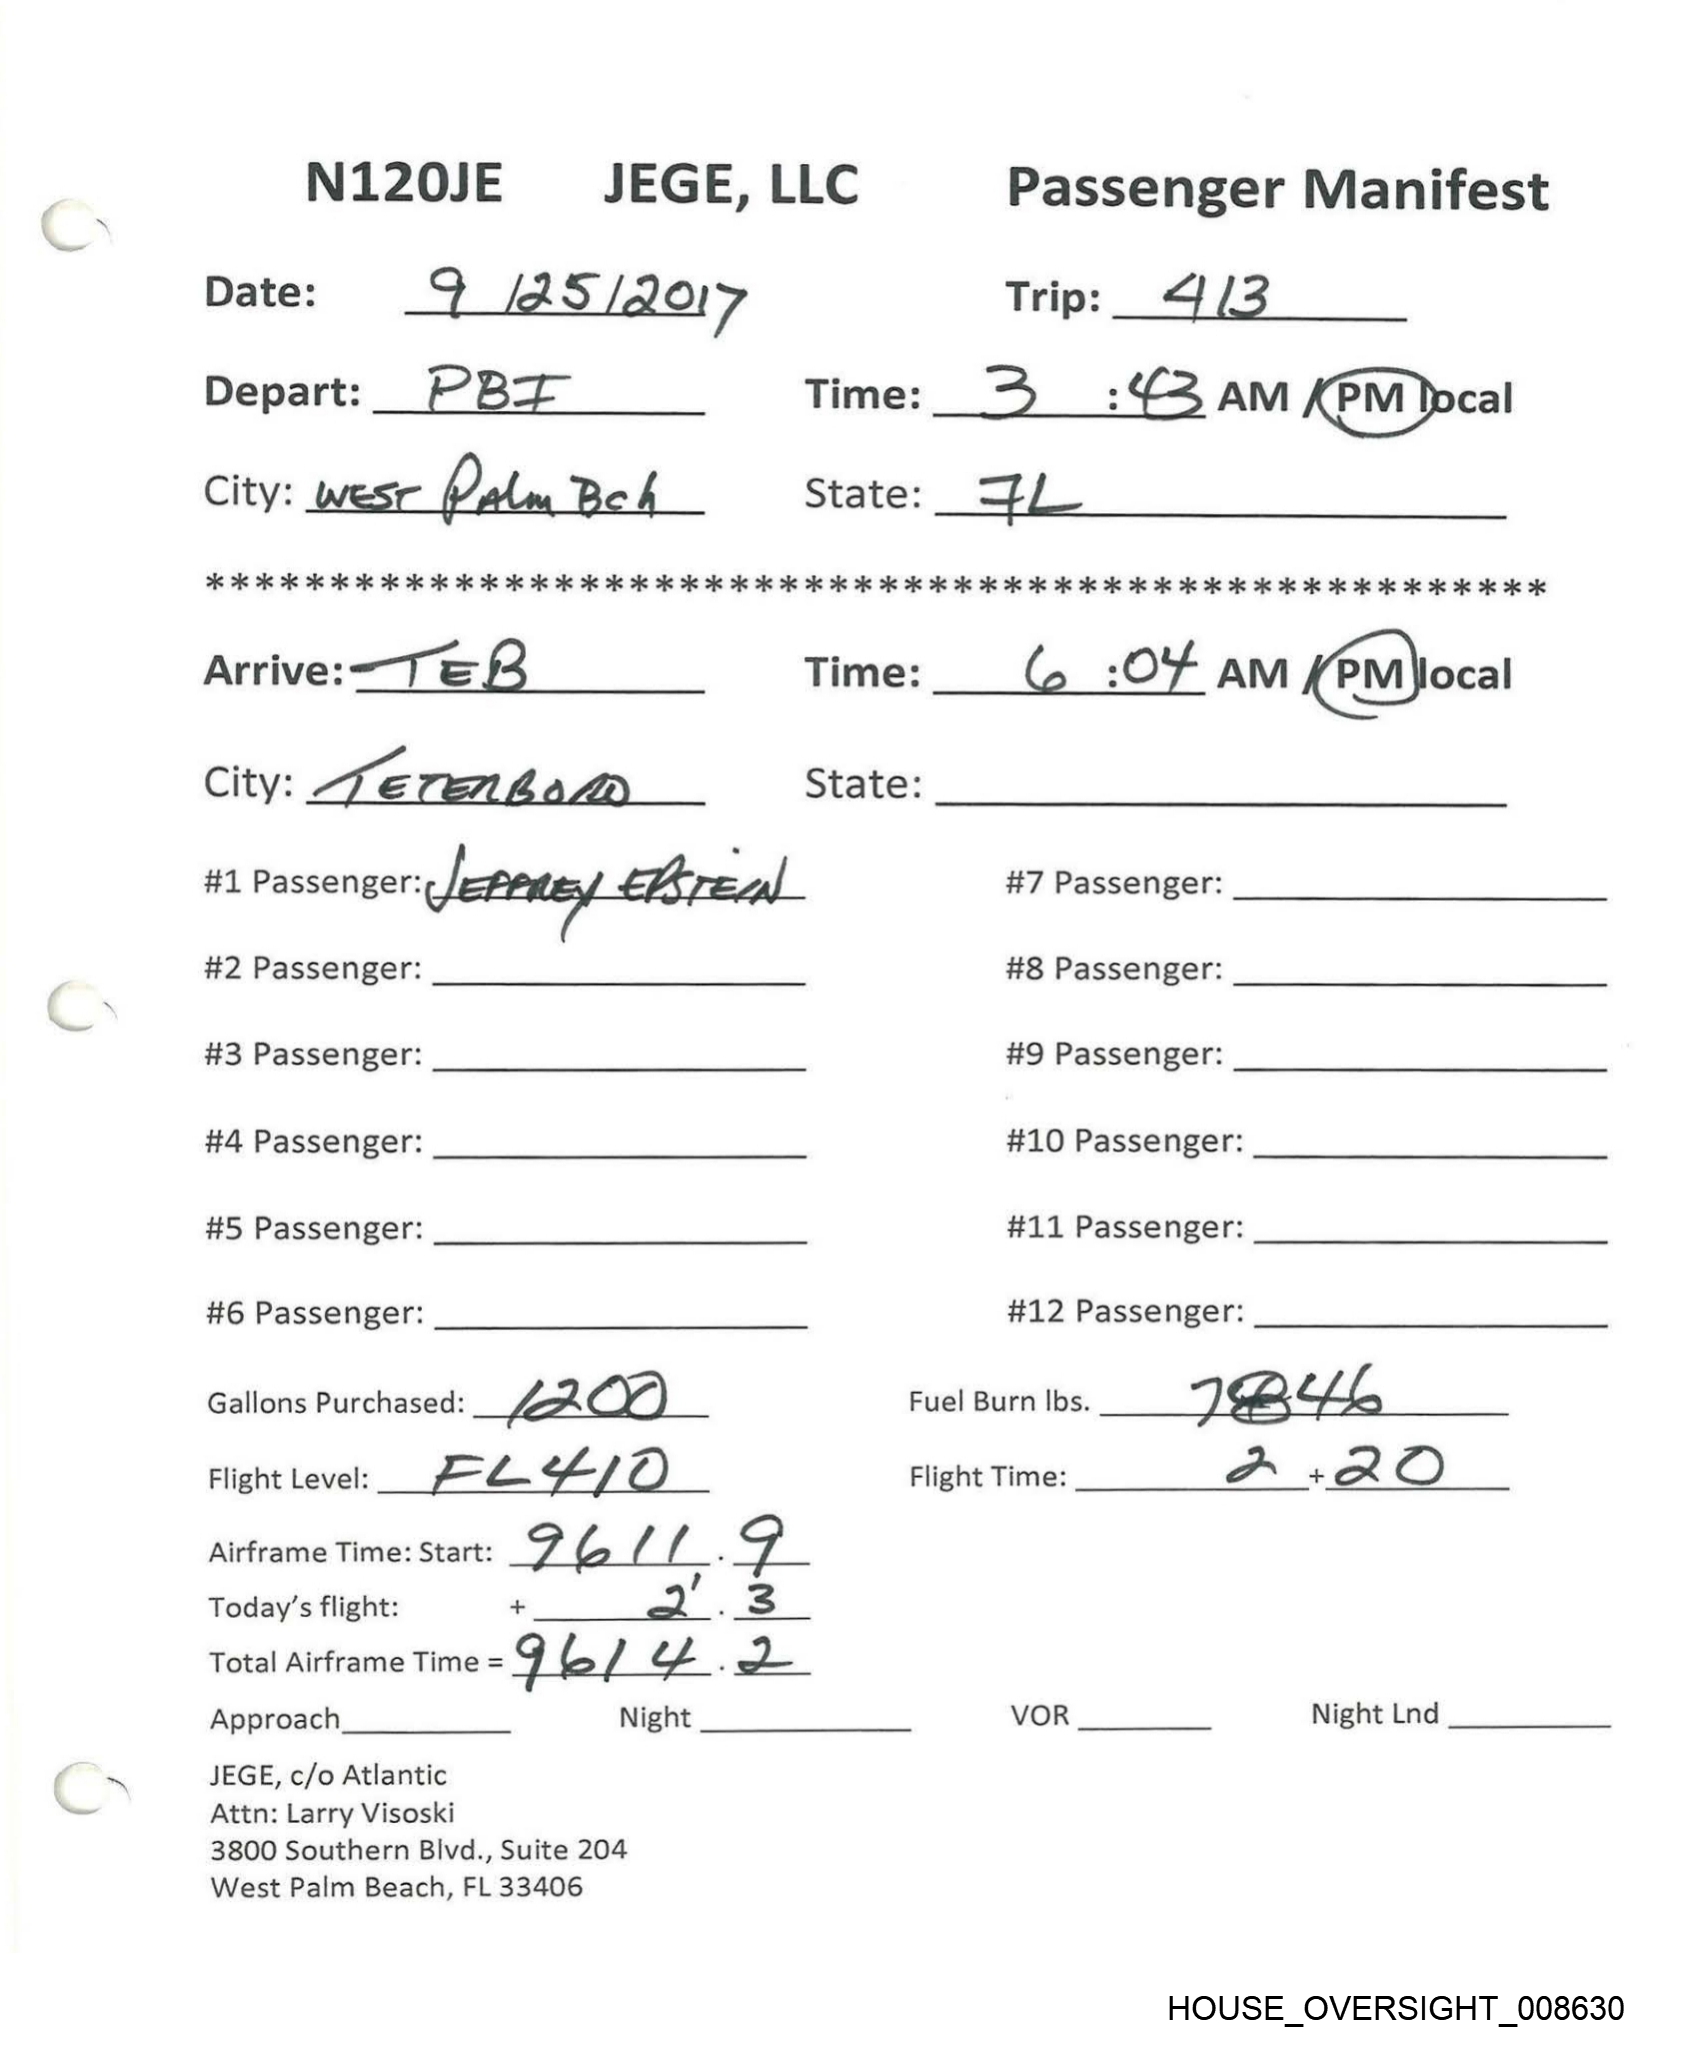 N120JE JEGE, LLC Passenger Manifest
Date: 9/25/2017 Trip: 413
Depart: PBI Time: 3:43 AM / PM local
City: WEST PAlm Bch State: FL
******************************************************
Arrive: TEB Time: 6:04 AM / PM local
City: TETERBORO State:
#1 Passenger: JEFFREY EPSTEIN #7 Passenger:
#2 Passenger: #8 Passenger:
#3 Passenger: #9 Passenger:
#4 Passenger: #10 Passenger:
#5 Passenger: #11 Passenger:
#6 Passenger: #12 Passenger:
Gallons Purchased: 1200 Fuel Burn lbs.
Flight Level: FL410 Flight Time: 2 + 20
Airframe Time: Start: 9611.9
Today's flight: + 2.3
Total Airframe Time = 9614.2
Approach Night VOR Night Lnd
JEGE, c/o Atlantic
Attn: Larry Visoski
3800 Southern Blvd., Suite 204
West Palm Beach, FL 33406
HOUSE_OVERSIGHT_008630